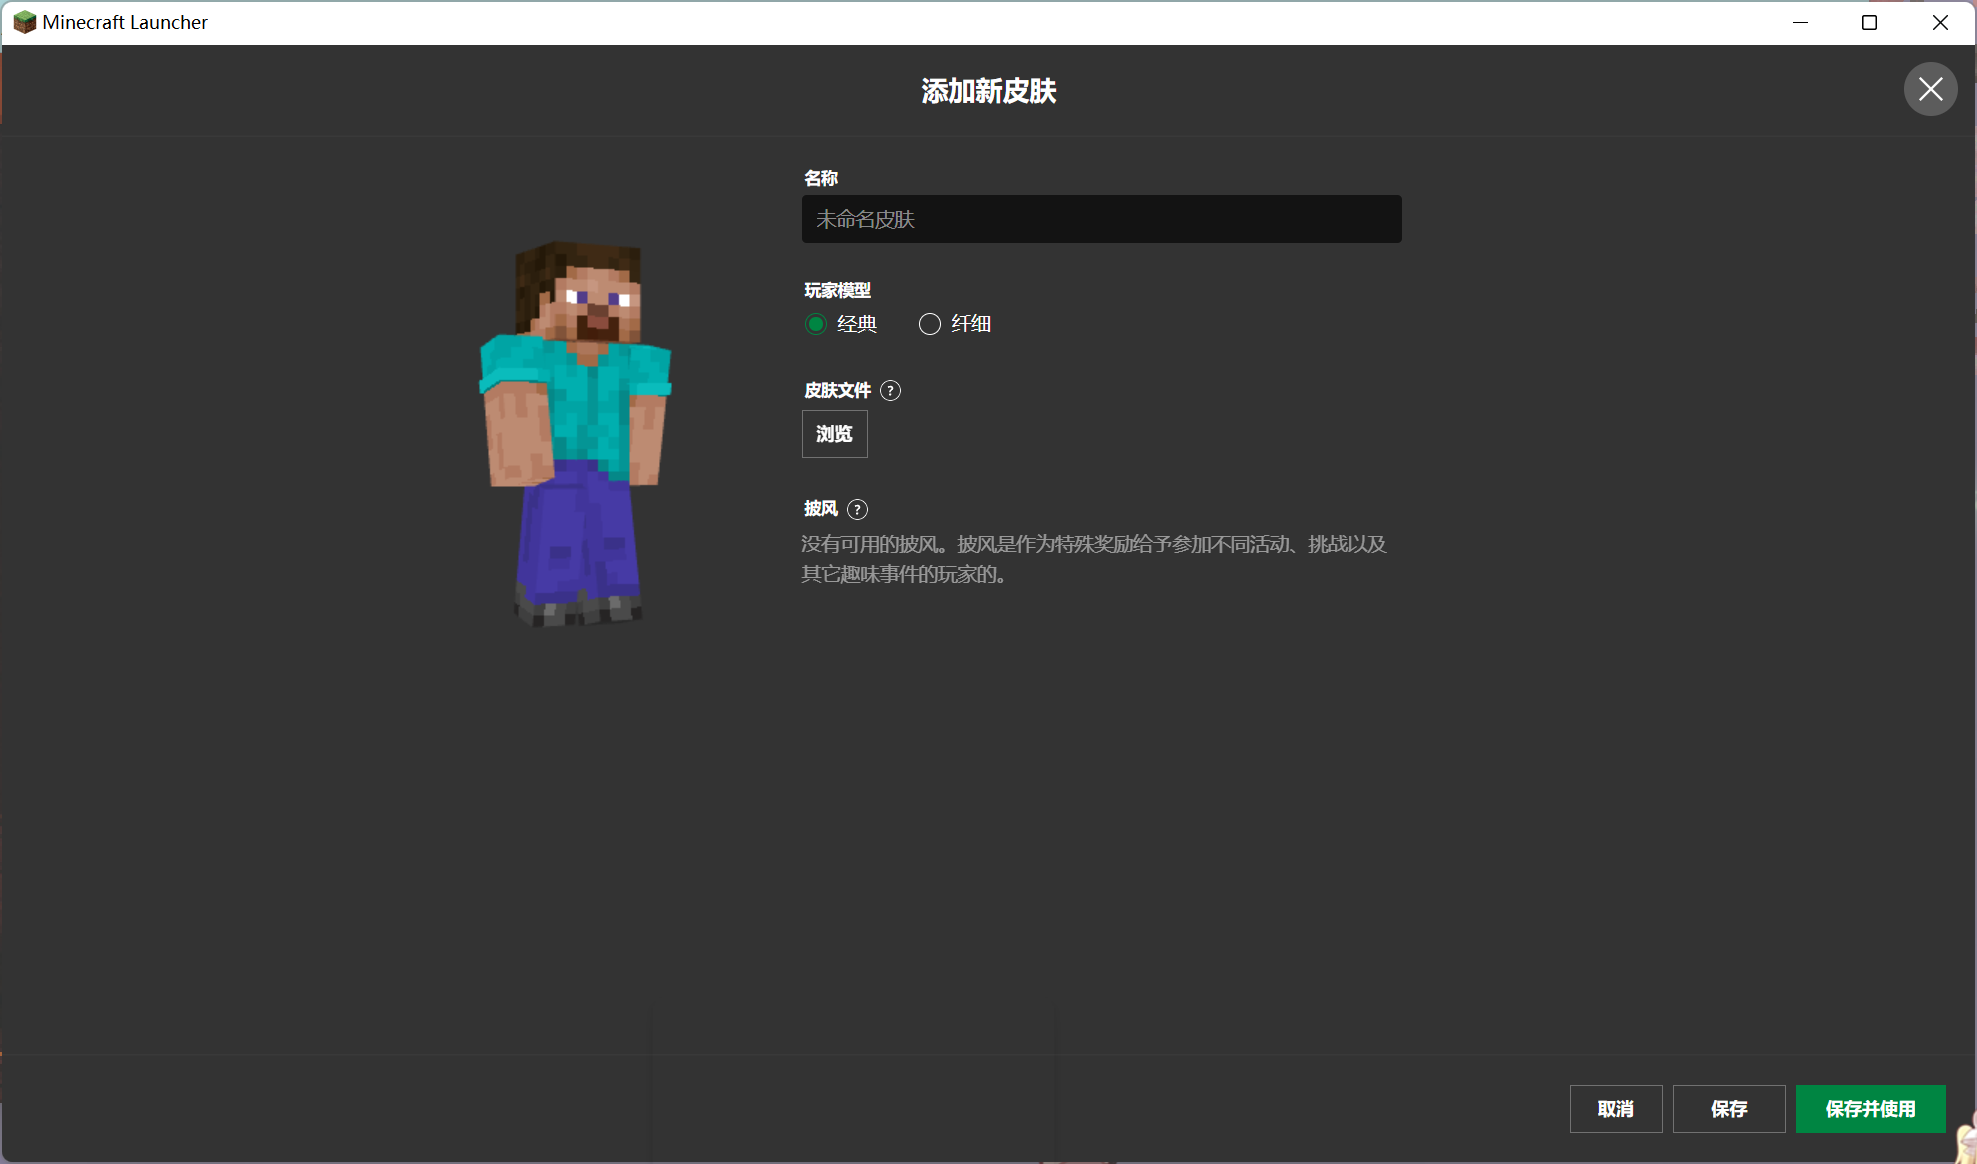 Minecraft Launcher
添加新皮肤
名称
未命名皮肤
玩家模型
经典 纤细
皮肤文件 ?
浏览
披风 ?
没有可用的披风。披风是作为特殊奖励给予参加不同活动、挑战以及
其它趣味事件的玩家的。
取消 保存 保存并使用